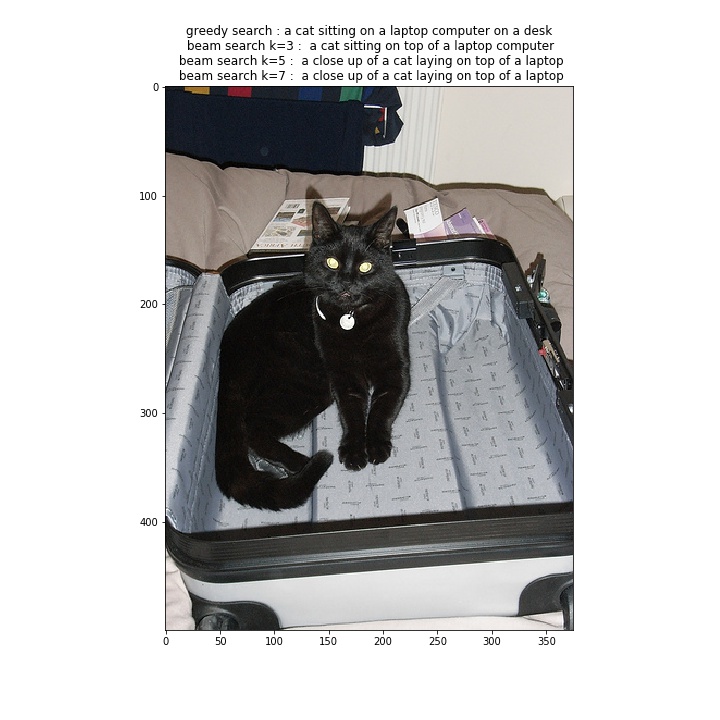 greedy search : a cat sitting on a laptop computer on a desk
beam search k=3 : a cat sitting on top of a laptop computer
beam search k=5 : a close up of a cat laying on top of a laptop
beam search k=7 : a close up of a cat laying on top of a laptop
0
100
200
300
400
0 50 100 150 200 250 300 350